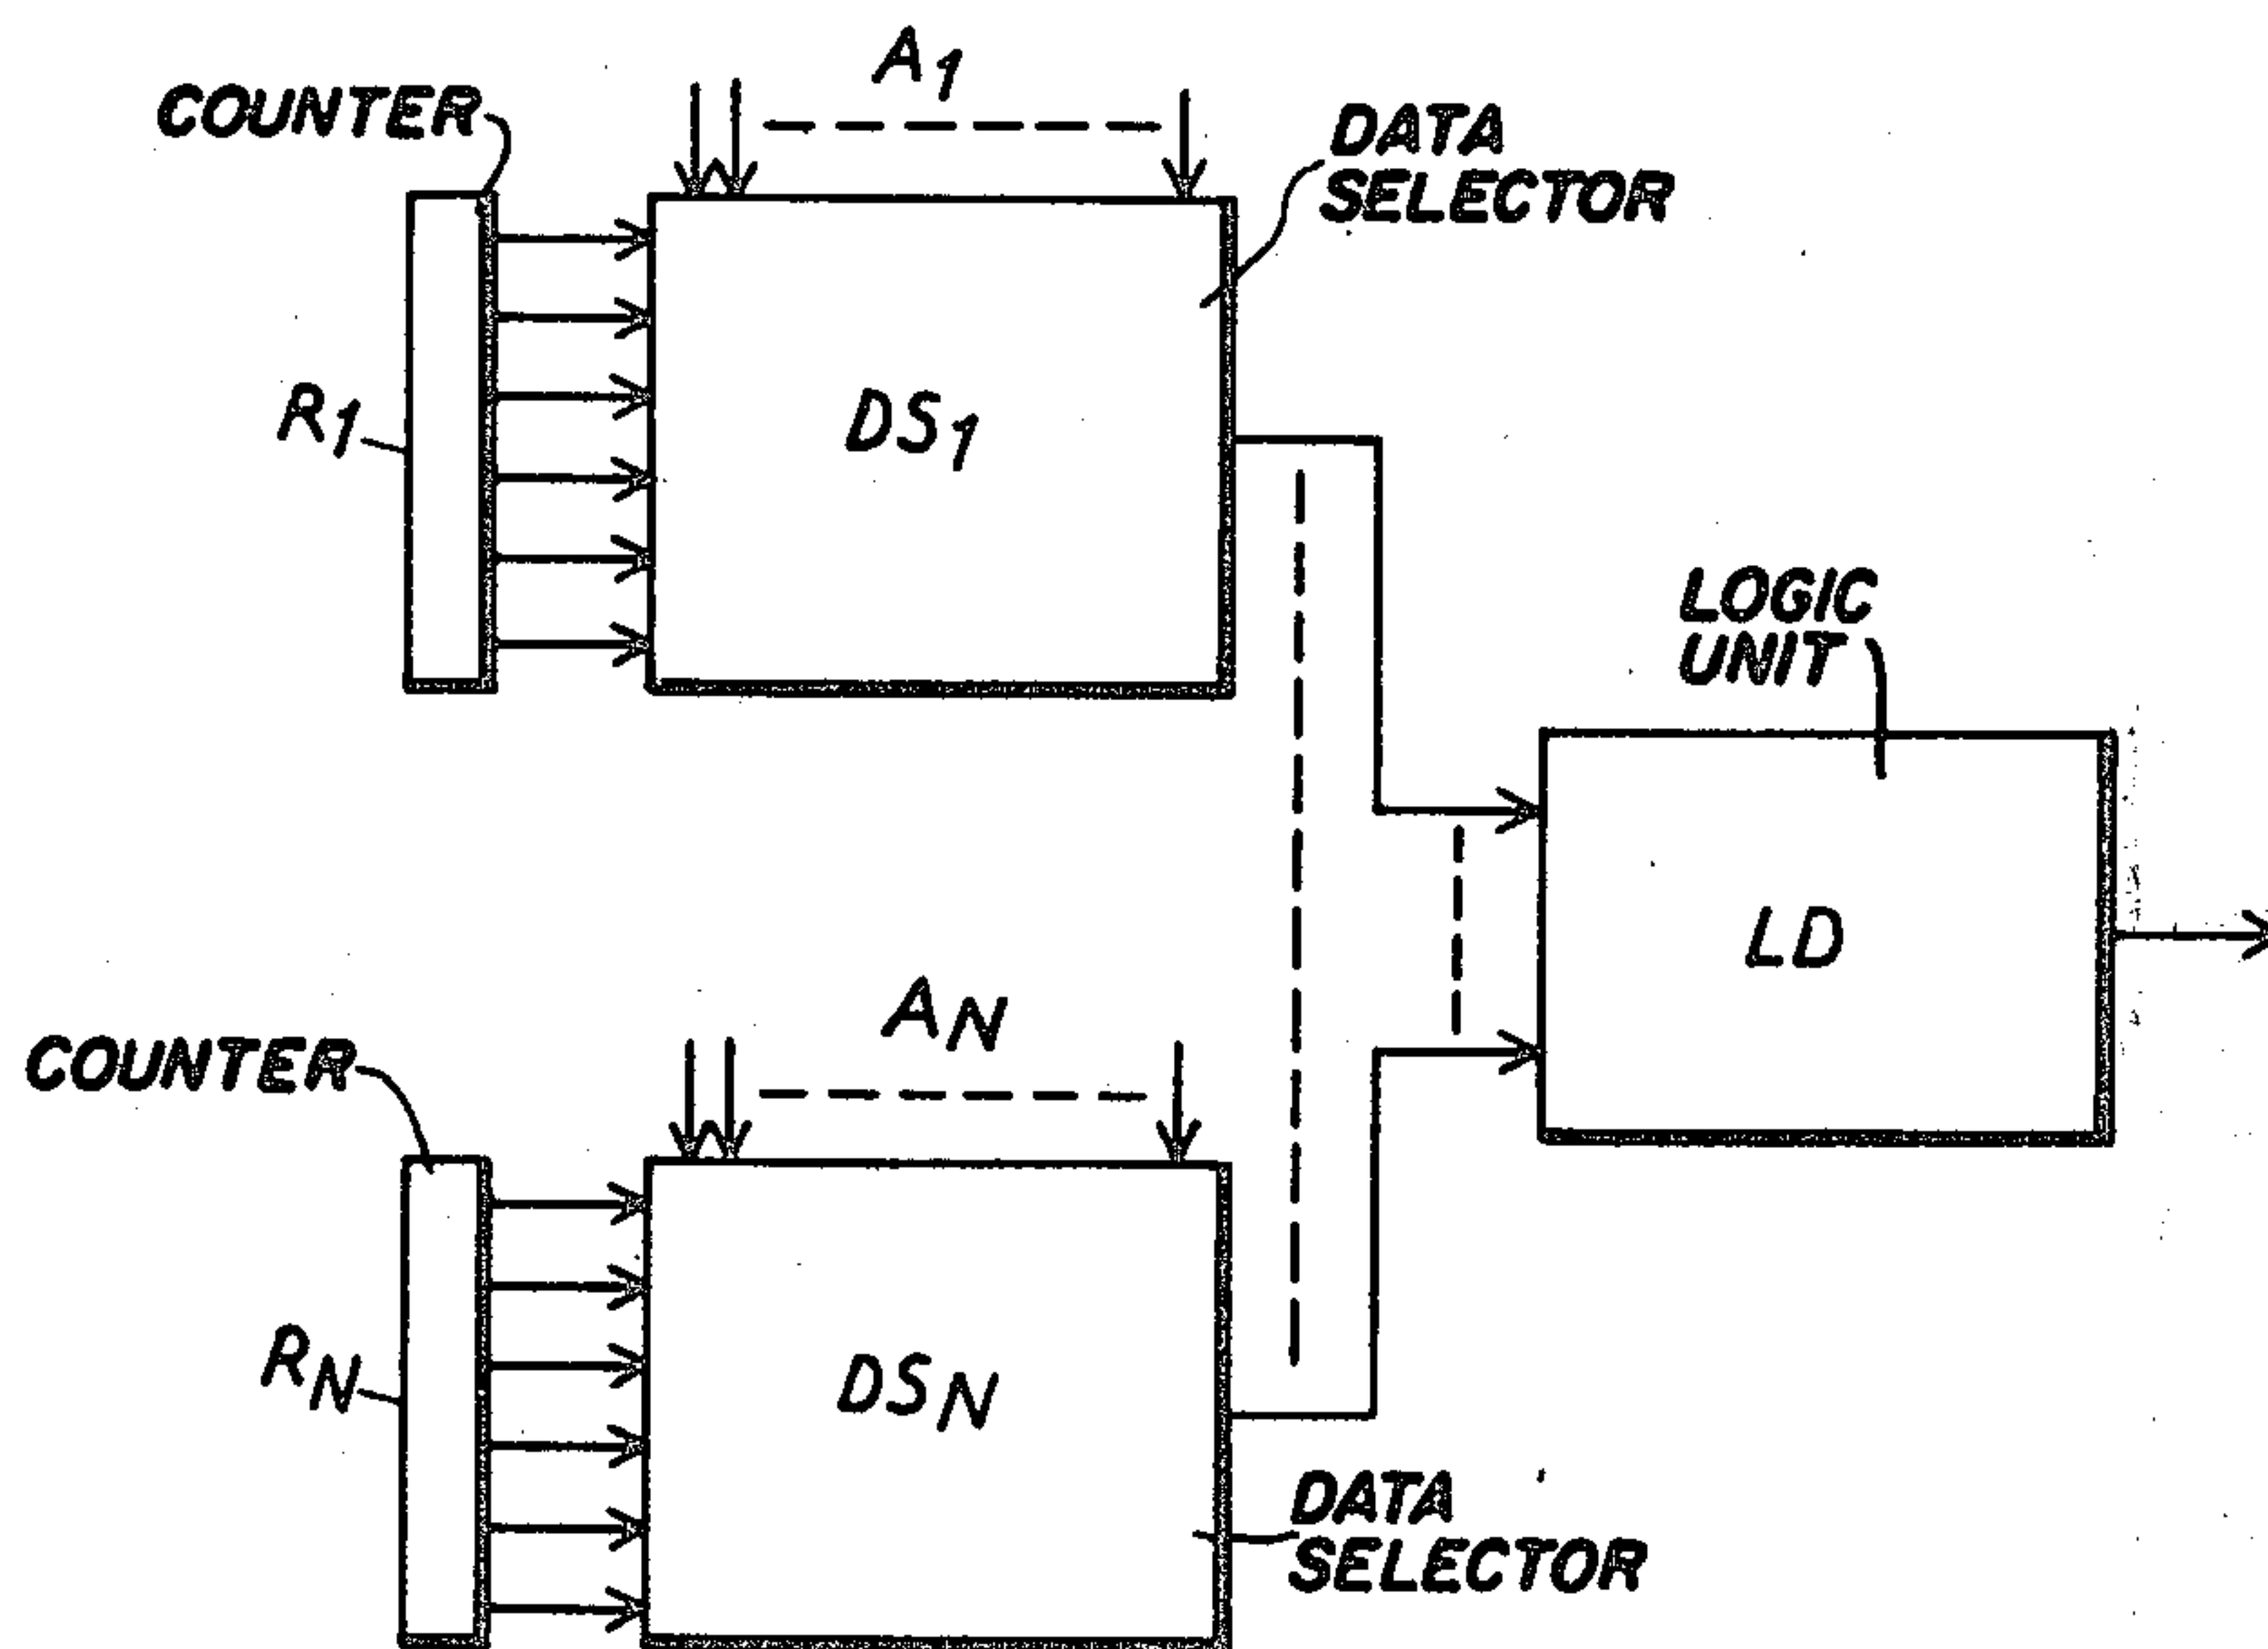 A1
COUNTER
DATA
SELECTOR
R1
DS1
LOGIC
UNIT
LD
AN
COUNTER
RN
DSN
DATA
SELECTOR